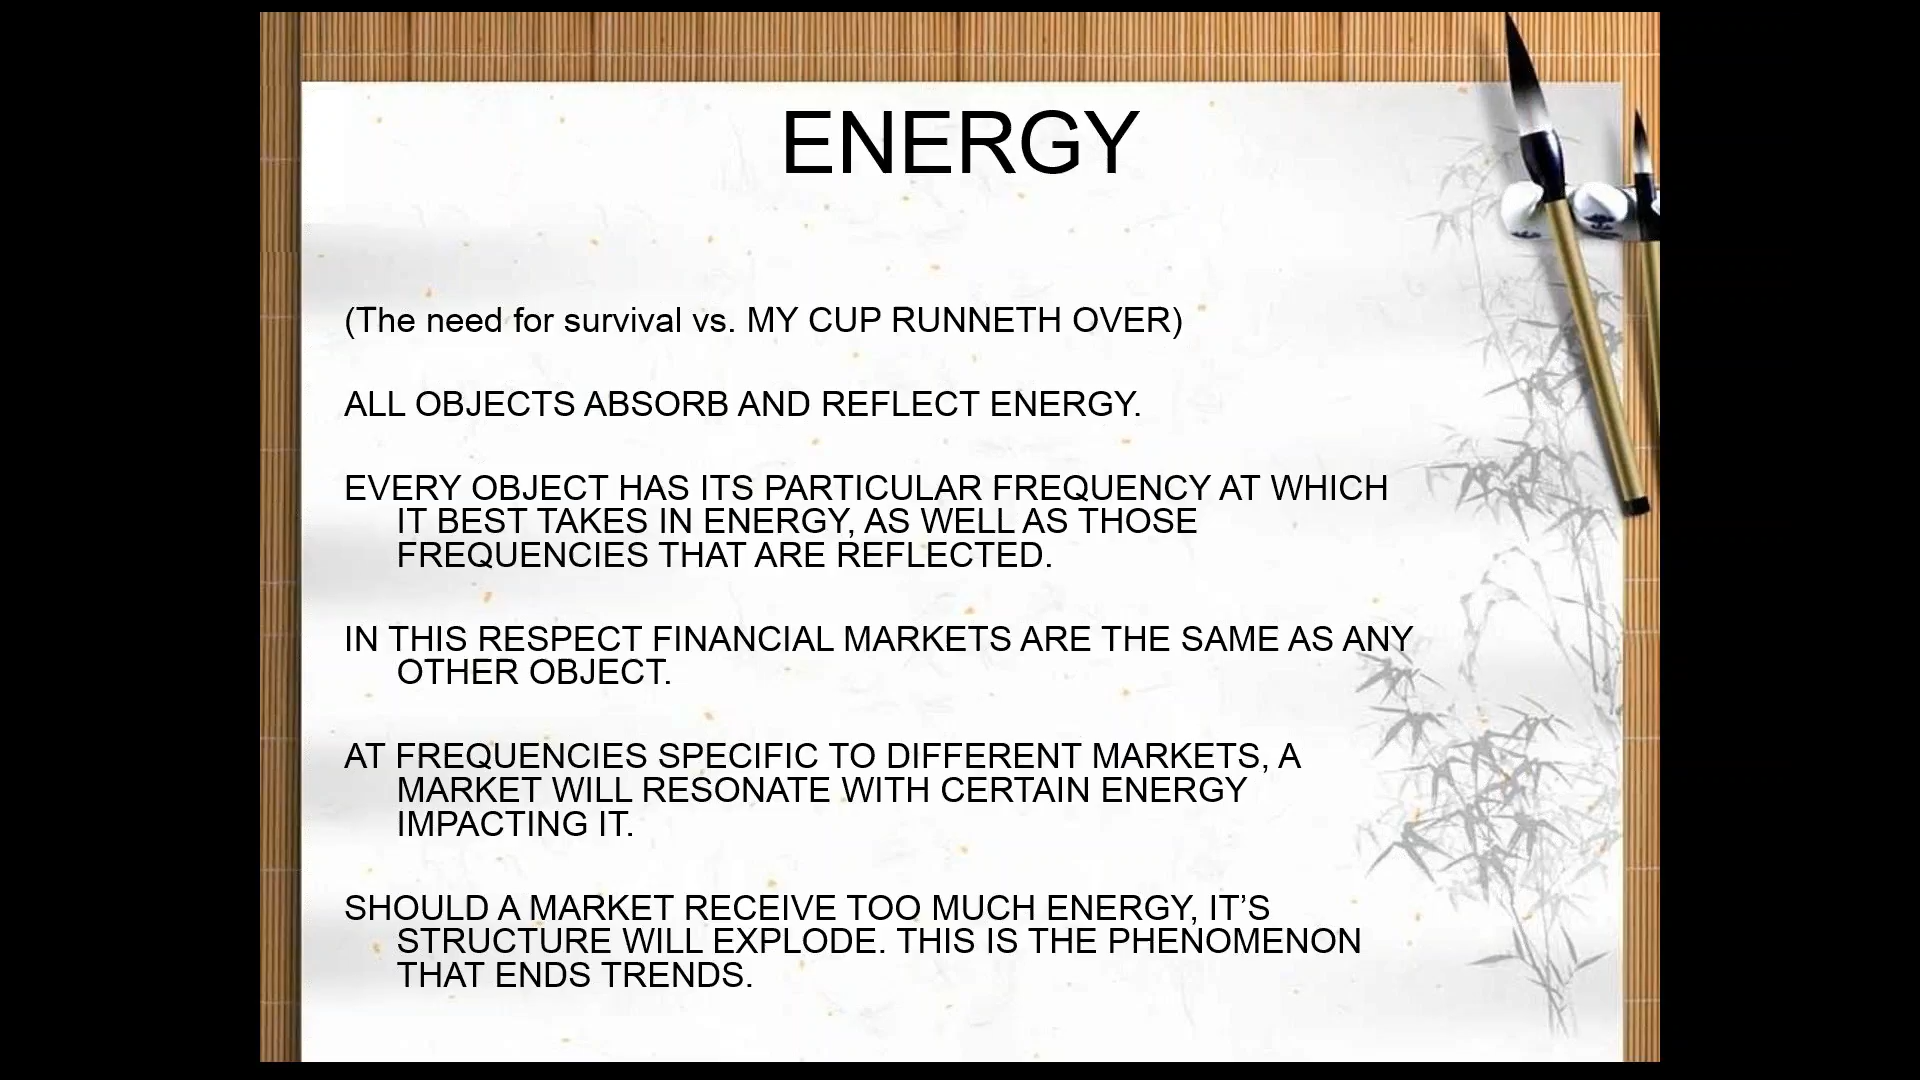 ENERGY
(The need for survival vs. MY CUP RUNNETH OVER)
ALL OBJECTS ABSORB AND REFLECT ENERGY.
EVERY OBJECT HAS ITS PARTICULAR FREQUENCY AT WHICH
IT BEST TAKES IN ENERGY, AS WELL AS THOSE
FREQUENCIES THAT ARE REFLECTED.
IN THIS RESPECT FINANCIAL MARKETS ARE THE SAME AS ANY
OTHER OBJECT.
AT FREQUENCIES SPECIFIC TO DIFFERENT MARKETS, A
MARKET WILL RESONATE WITH CERTAIN ENERGY
IMPACTING IT.
SHOULD A MARKET RECEIVE TOO MUCH ENERGY, IT’S
STRUCTURE WILL EXPLODE. THIS IS THE PHENOMENON
THAT ENDS TRENDS.